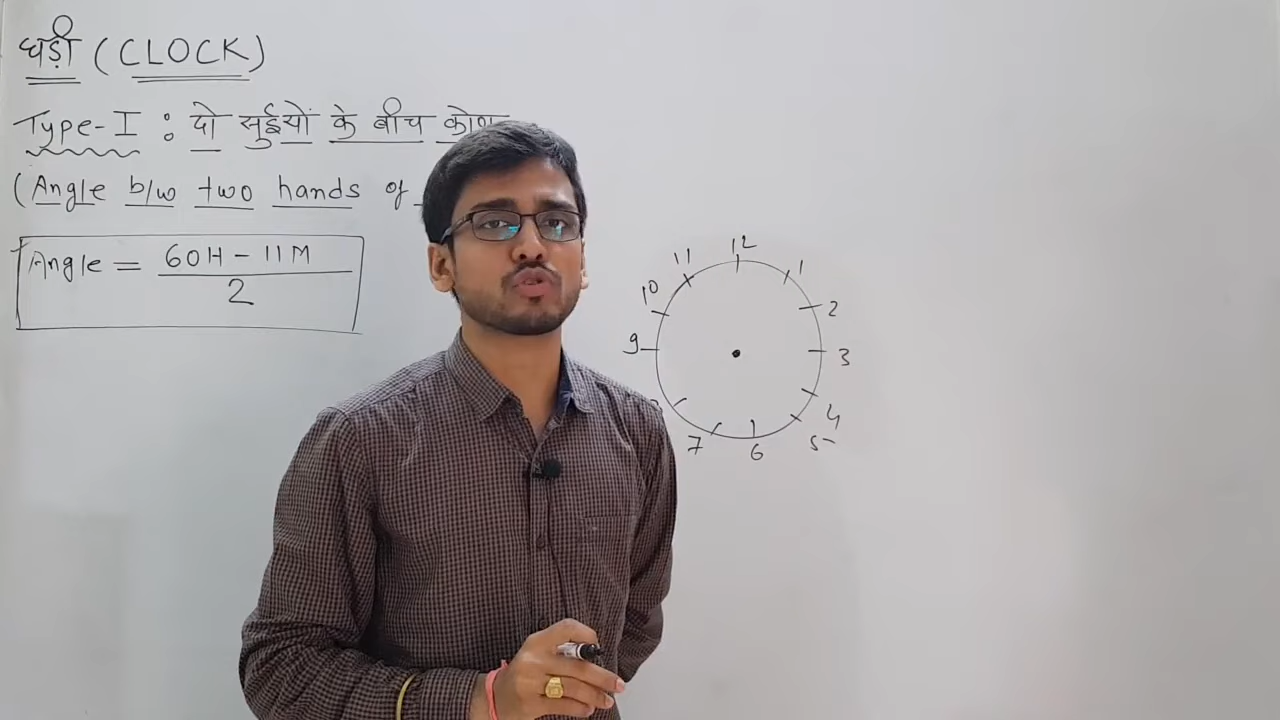 घड़ी (CLOCK)
Type-I : दो सुईयों के बीच
(Angle b/w two hands of
Angle = 60H - 11M / 2
12
11
1
10
2
9
3
4
7
6
5